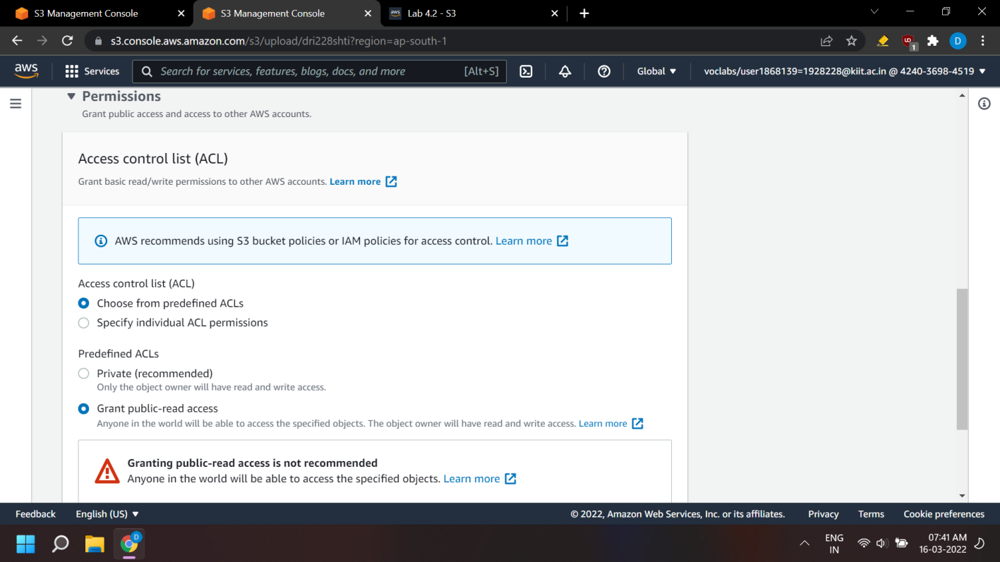 S3 Management Console
S3 Management Console
aws Lab 4.2 - S3
s3.console.aws.amazon.com/s3/upload/dri228shti?region=ap-south-1
1
D
aws
Services
Search for services, features, blogs, docs, and more [Alt+S]
Global
voclabs/user1868139=1928228@kiit.ac.in @ 4240-3698-4519
Permissions
Grant public access and access to other AWS accounts.
Access control list (ACL)
Grant basic read/write permissions to other AWS accounts. Learn more
AWS recommends using S3 bucket policies or IAM policies for access control. Learn more
Access control list (ACL)
Choose from predefined ACLs
Specify individual ACL permissions
Predefined ACLs
Private (recommended)
Only the object owner will have read and write access.
Grant public-read access
Anyone in the world will be able to access the specified objects. The object owner will have read and write access. Learn more
Granting public-read access is not recommended
Anyone in the world will be able to access the specified objects. Learn more
Feedback English (US) © 2022, Amazon Web Services, Inc. or its affiliates. Privacy Terms Cookie preferences
D
ENG
IN
07:41 AM
16-03-2022